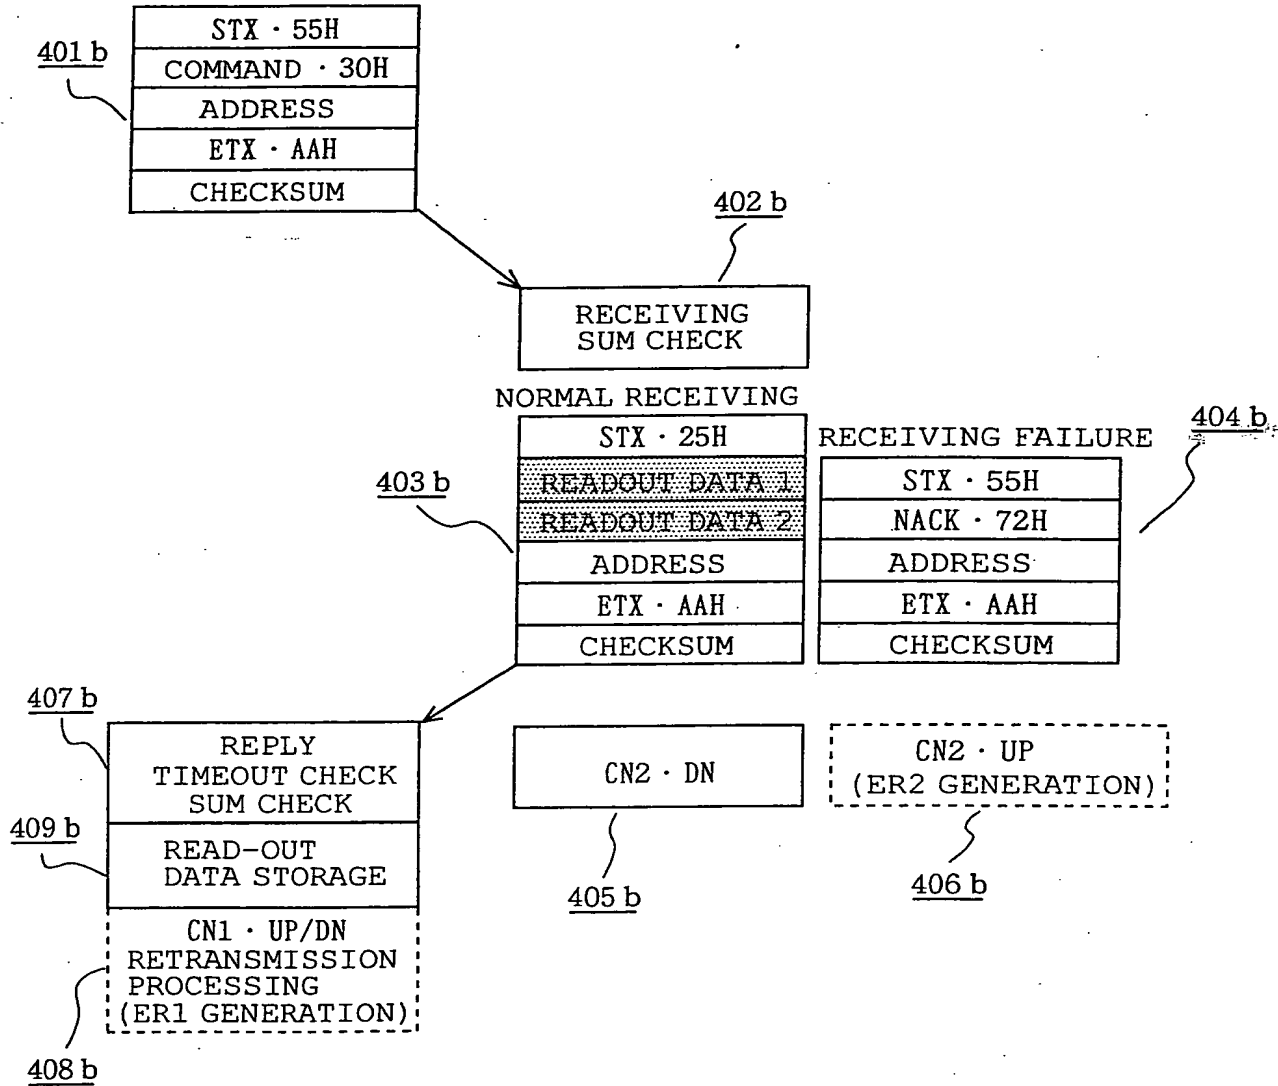 STX · 55H
401 b
COMMAND · 30H
ADDRESS
ETX · AAH
CHECKSUM
402 b
RECEIVING
SUM CHECK
NORMAL RECEIVING
STX · 25H
READOUT DATA 1
READOUT DATA 2
ADDRESS
ETX · AAH
CHECKSUM
403 b
RECEIVING FAILURE
404 b
STX · 55H
NACK · 72H
ADDRESS
ETX · AAH
CHECKSUM
407 b
REPLY
TIMEOUT CHECK
SUM CHECK
409 b
READ-OUT
DATA STORAGE
CN1 · UP/DN
RETRANSMISSION
PROCESSING
(ER1 GENERATION)
408 b
CN2 · DN
405 b
CN2 · UP
(ER2 GENERATION)
406 b